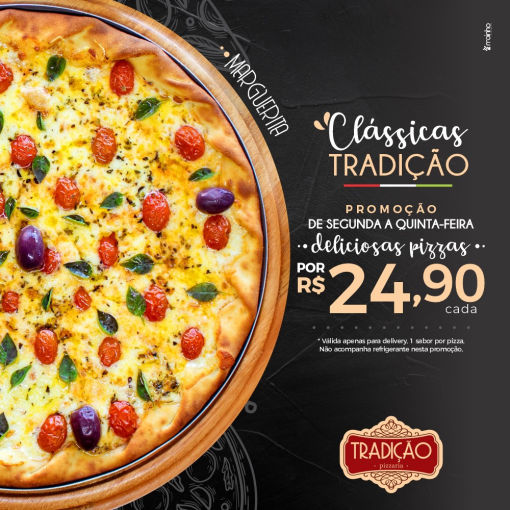 mainha
MARGUERITA
Clássicas
TRADIÇÃO
PROMOÇÃO
DE SEGUNDA A QUINTA-FEIRA
deliciosas pizzas
POR
R$ 24,90
cada
* Válida apenas para delivery, 1 sabor por pizza.
Não acompanha refrigerante nesta promoção.
TRADIÇÃO
pizzaria